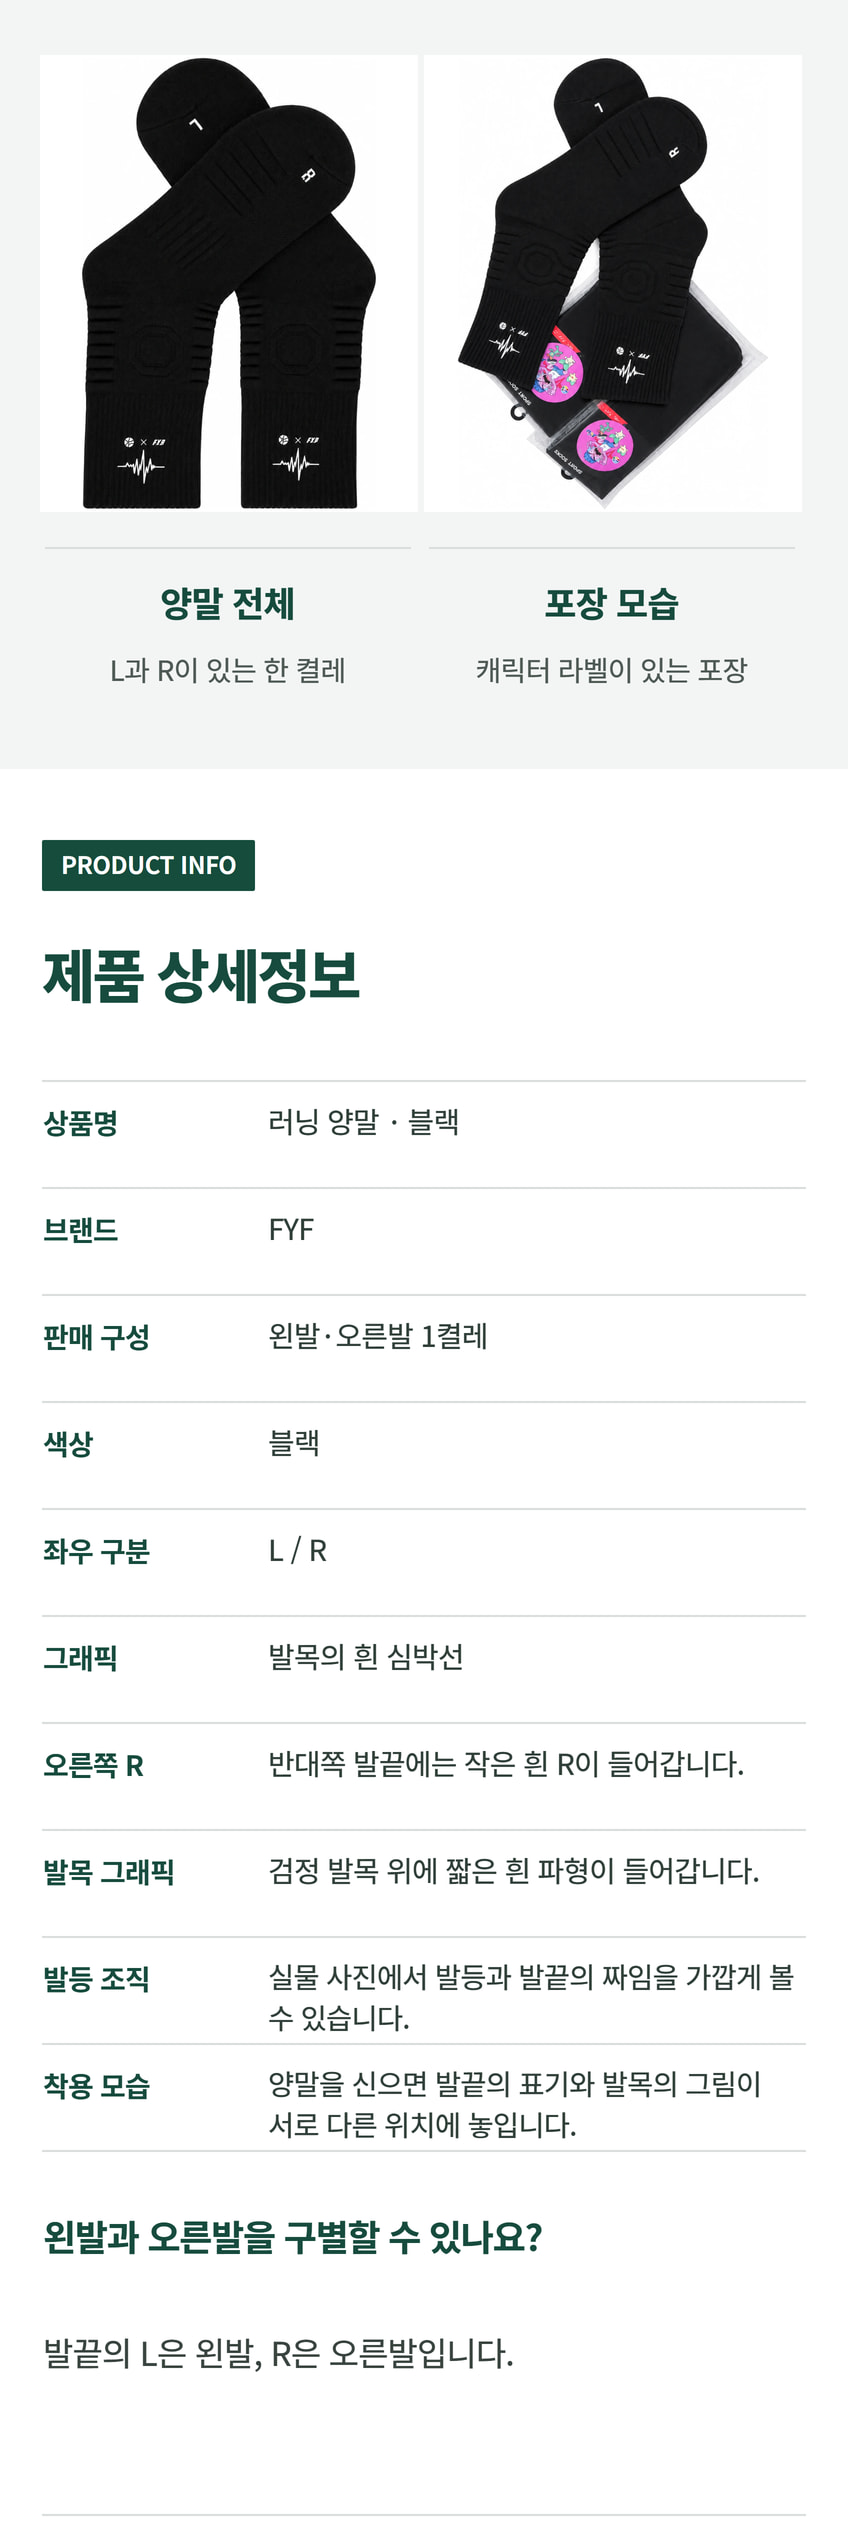 L
R
L
R
SPORT SOCKS
양말 전체
포장 모습
L과 R이 있는 한 켤레
캐릭터 라벨이 있는 포장
PRODUCT INFO
제품 상세정보
상품명
러닝 양말 · 블랙
브랜드
FYF
판매 구성
왼발·오른발 1켤레
색상
블랙
좌우 구분
L / R
그래픽
발목의 흰 심박선
오른쪽 R
반대쪽 발끝에는 작은 흰 R이 들어갑니다.
발목 그래픽
검정 발목 위에 짧은 흰 파형이 들어갑니다.
발등 조직
실물 사진에서 발등과 발끝의 짜임을 가깝게 볼
수 있습니다.
착용 모습
양말을 신으면 발끝의 표기와 발목의 그림이
서로 다른 위치에 놓입니다.
왼발과 오른발을 구별할 수 있나요?
발끝의 L은 왼발, R은 오른발입니다.